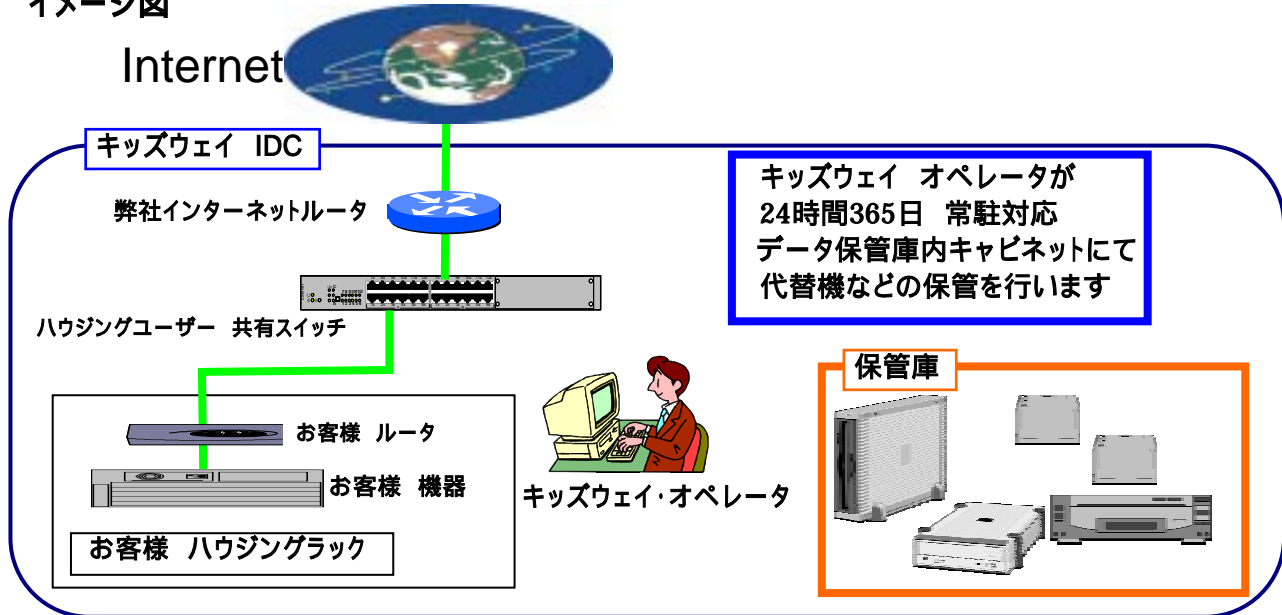 イメージ図
Internet
キッズウェイ IDC
弊社インターネットルータ
キッズウェイ オペレータが
24時間365日 常駐対応
データ保管庫内キャビネットにて
代替機などの保管を行います
ハウジングユーザー 共有スイッチ
保管庫
お客様 ルータ
お客様 機器
キッズウェイ・オペレータ
お客様 ハウジングラック